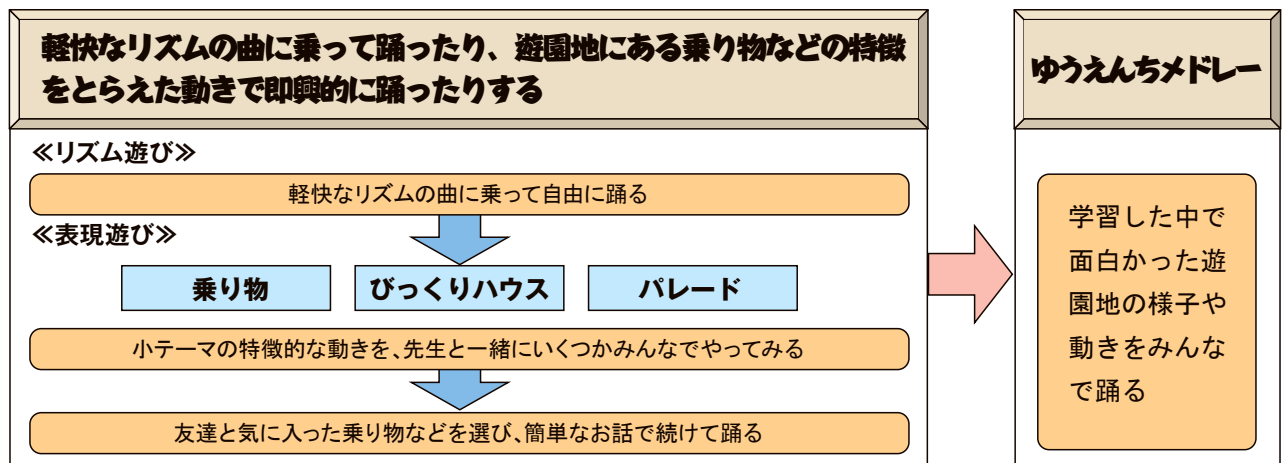 軽快なリズムの曲に乗って踊ったり、遊園地にある乗り物などの特徴
をとらえた動きで即興的に踊ったりする
≪リズム遊び≫
軽快なリズムの曲に乗って自由に踊る
≪表現遊び≫
乗り物
びっくりハウス
パレード
小テーマの特徴的な動きを、先生と一緒にいくつかみんなでやってみる
友達と気に入った乗り物などを選び、簡単なお話で続けて踊る
ゆうえんちメドレー
学習した中で
面白かった遊
園地の様子や
動きをみんな
で踊る